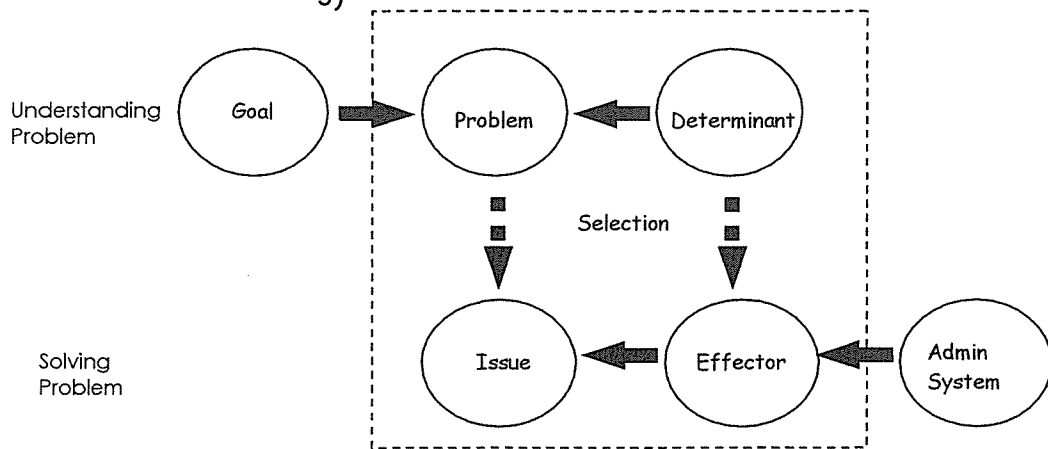 Understanding
Problem
Goal
Problem
Determinant
Selection
Solving
Problem
Issue
Effector
Admin
System